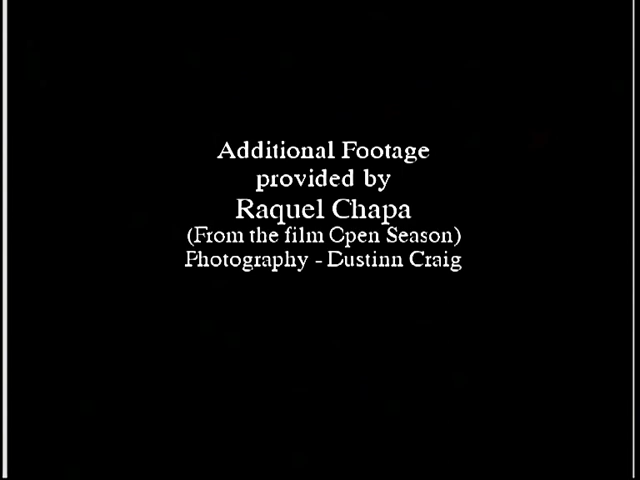 Additional Footage
provided by
Raquel Chapa
(From the film Open Season)
Photography - Dustinn Craig